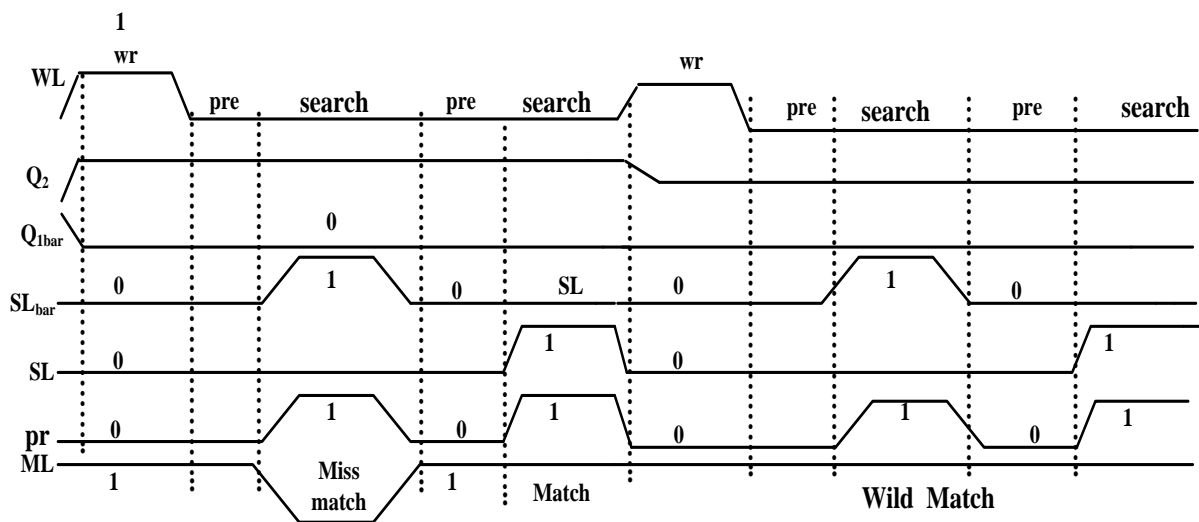 1
wr wr
WL
pre search pre search pre search pre search
Q2
0
Q1bar
0 1 0 SL 0 1 0
SLbar
0 1 0 1
SL
0 1 0 1 0 1 0 1
pr
ML
1 Miss match 1 Match Wild Match